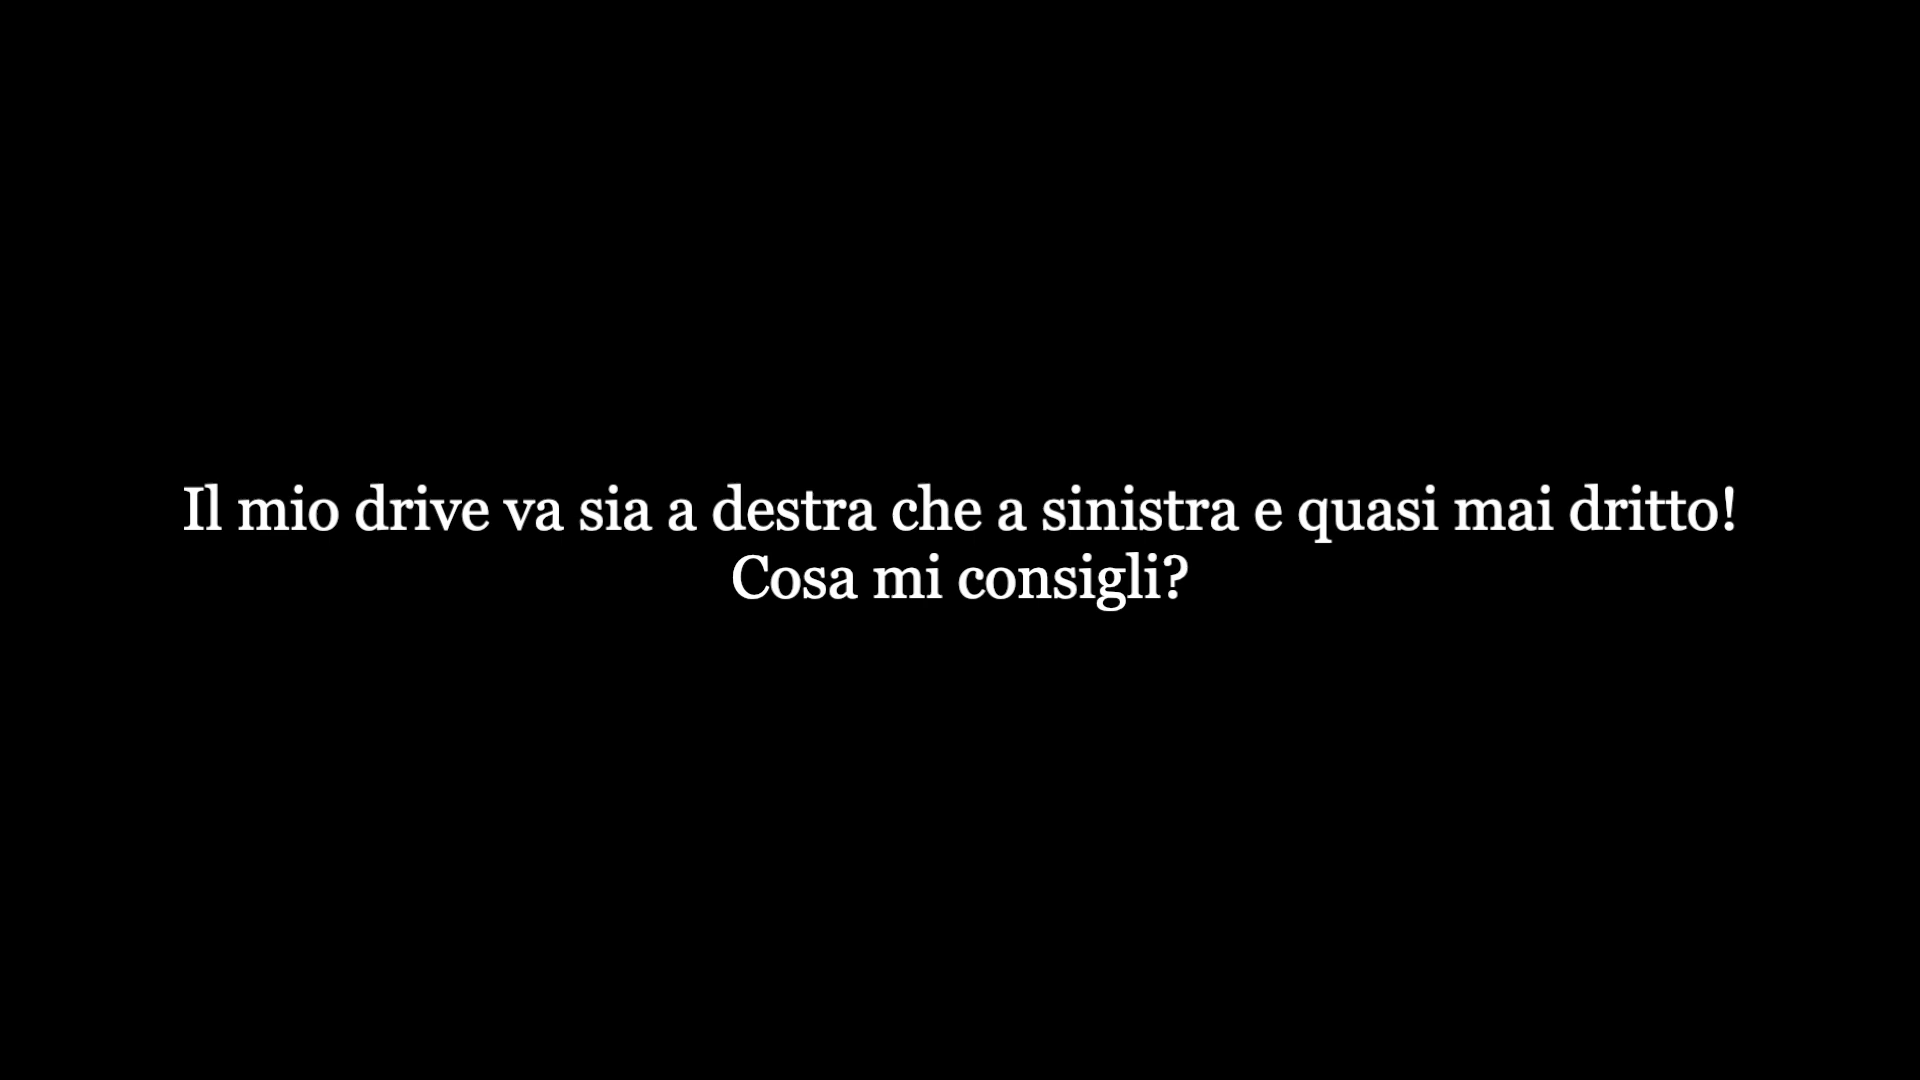 Il mio drive va sia a destra che a sinistra e quasi mai dritto!
Cosa mi consigli?